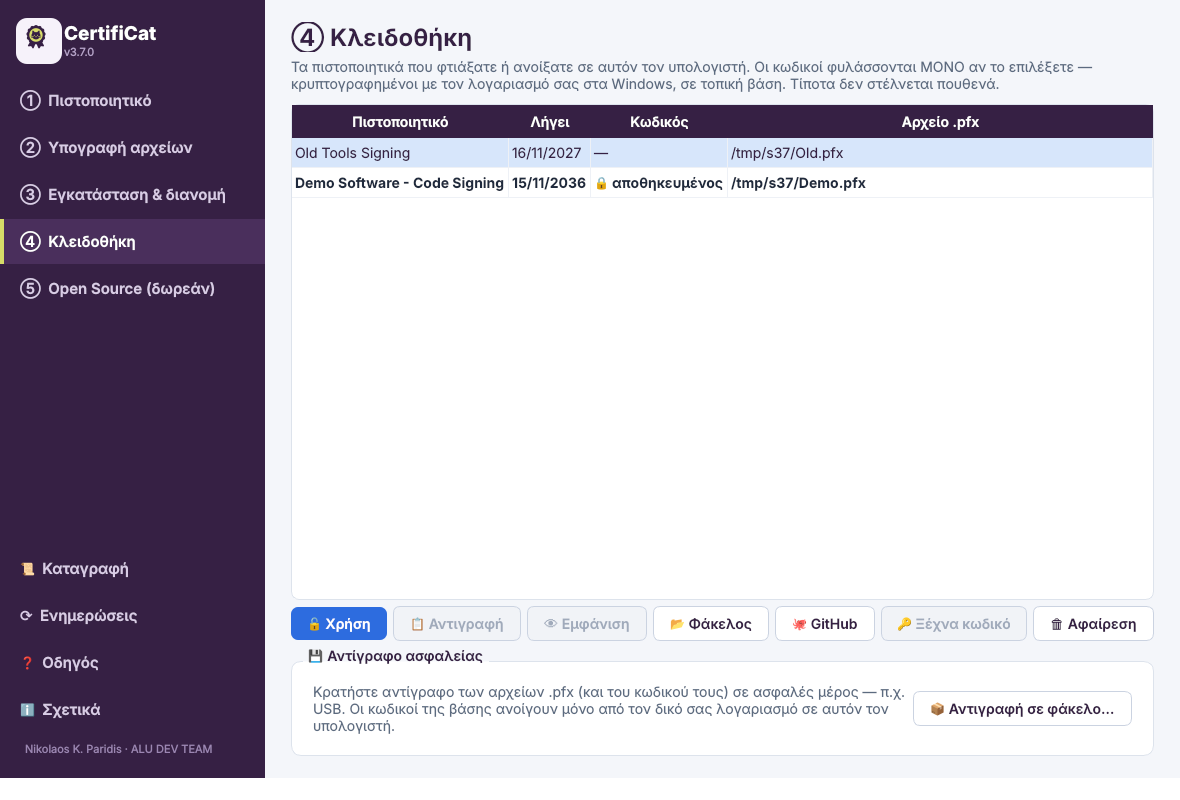 CertifiCat
v3.7.0
① Πιστοποιητικό
② Υπογραφή αρχείων
③ Εγκατάσταση & διανομή
④ Κλειδοθήκη
⑤ Open Source (δωρεάν)
📜 Καταγραφή
⟳ Ενημερώσεις
❓ Οδηγός
ℹ️ Σχετικά
Nikolaos K. Paridis · ALU DEV TEAM
④ Κλειδοθήκη
Τα πιστοποιητικά που φτιάξατε ή ανοίξατε σε αυτόν τον υπολογιστή. Οι κωδικοί φυλάσσονται ΜΟΝΟ αν το επιλέξετε —
κρυπτογραφημένοι με τον λογαριασμό σας στα Windows, σε τοπική βάση. Τίποτα δεν στέλνεται πουθενά.
Πιστοποιητικό Λήγει Κωδικός Αρχείο .pfx
Old Tools Signing 16/11/2027 — /tmp/s37/Old.pfx
Demo Software - Code Signing 15/11/2036 🔒 αποθηκευμένος /tmp/s37/Demo.pfx
🔓 Χρήση 📋 Αντιγραφή 👁 Εμφάνιση 📂 Φάκελος 🐙 GitHub 🔑 Ξέχνα κωδικό 🗑 Αφαίρεση
💾 Αντίγραφο ασφαλείας
Κρατήστε αντίγραφο των αρχείων .pfx (και του κωδικού τους) σε ασφαλές μέρος — π.χ.
USB. Οι κωδικοί της βάσης ανοίγουν μόνο από τον δικό σας λογαριασμό σε αυτόν τον
υπολογιστή.
📦 Αντιγραφή σε φάκελο…